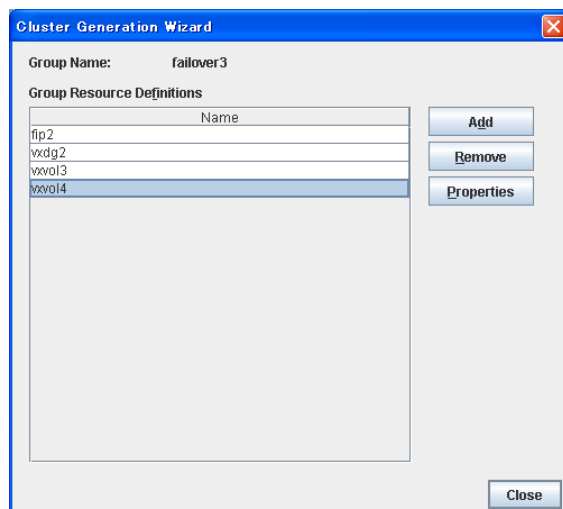 Cluster Generation Wizard
Group Name: failover3
Group Resource Definitions
Name
fip2
vxdg2
vxvol3
vxvol4
Add
Remove
Properties
Close